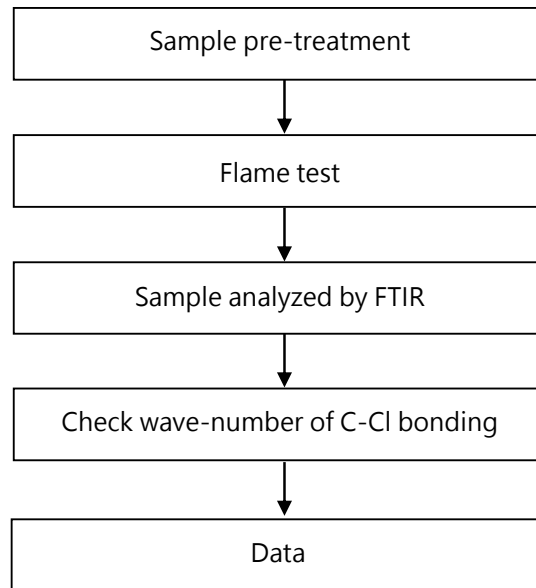 Sample pre-treatment
Flame test
Sample analyzed by FTIR
Check wave-number of C-Cl bonding
Data